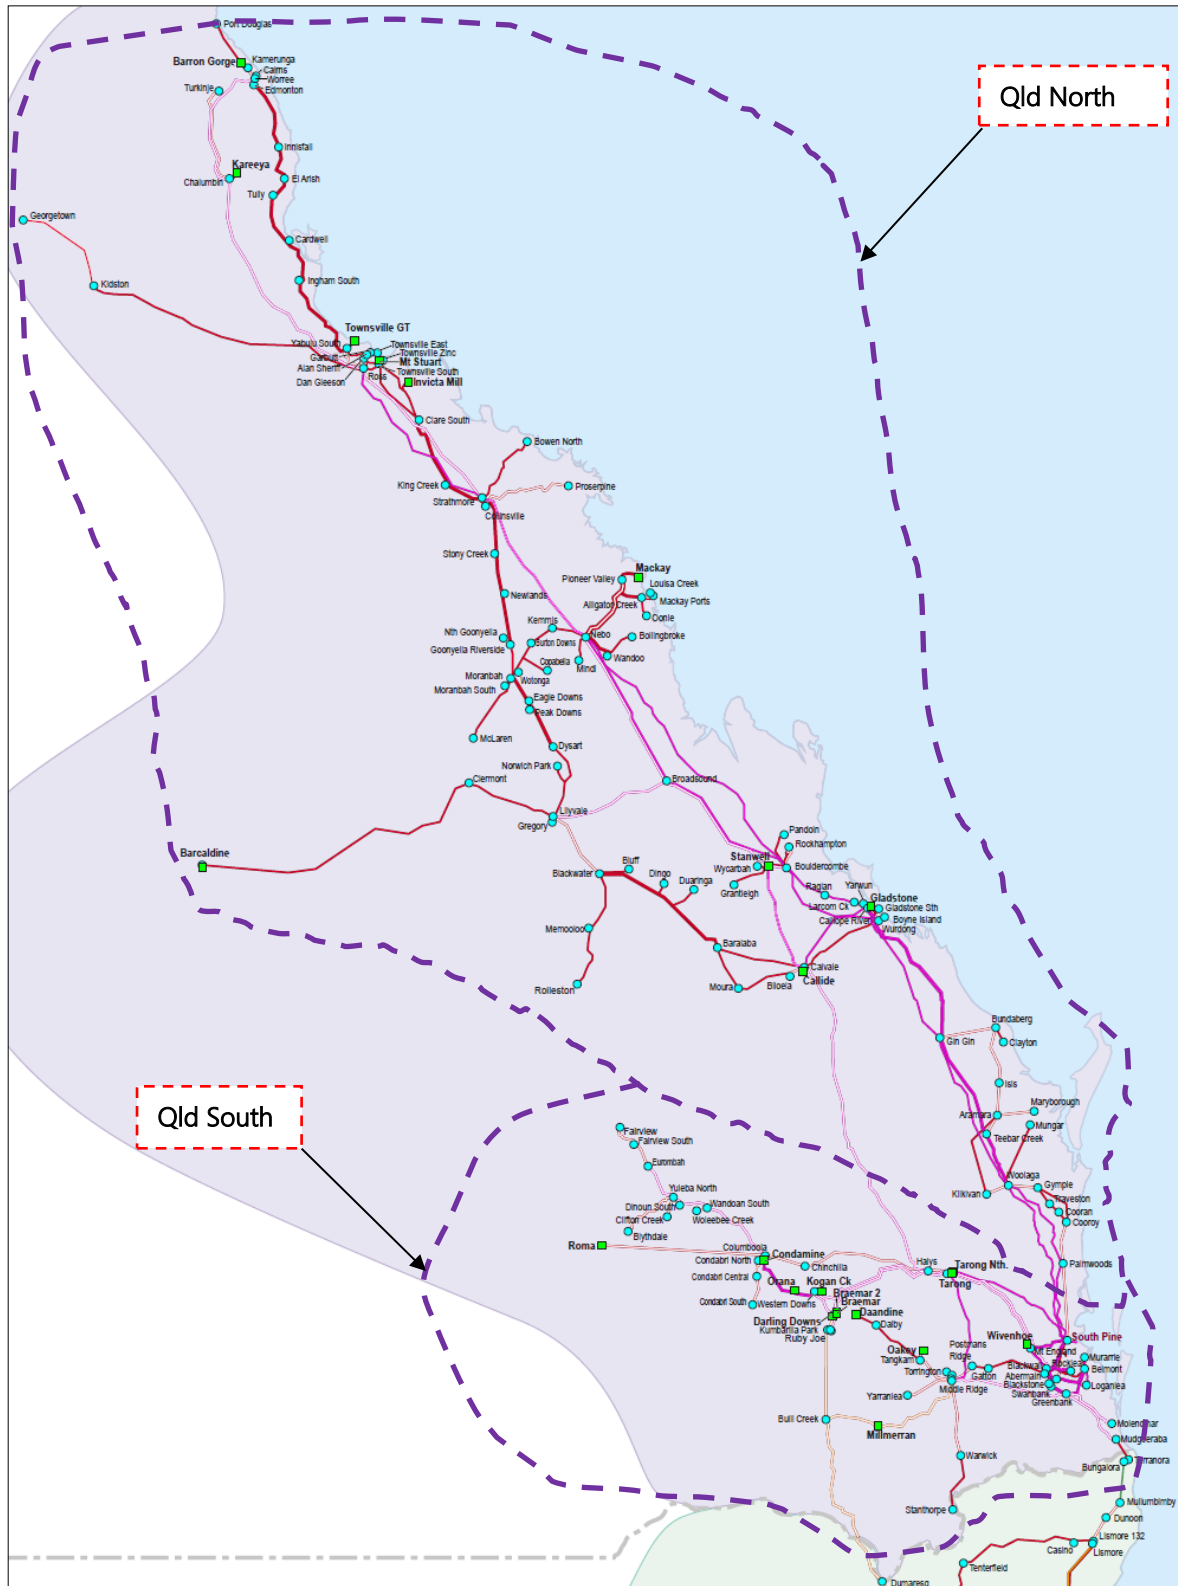 Port Douglas
Qld North
Barron Gorge
Kamerunga
Cairns
Woree
Turkinje
Edmonton
Innisfail
Kareeya
Chalumbin
El Arish
Tully
Georgetown
Cardwell
Kidston
Ingham South
Townsville GT
Yabulu South
Townsville East
Garbutt
Townsville Zinc
Alan Sherriff
Mt Stuart
Townsville South
Dan Gleeson
Ross
Invicta Mill
Clare South
Bowen North
King Creek
Proserpine
Strathmore
Collinsville
Stony Creek
Mackay
Pioneer Valley
Louisa Creek
Newlands
Alligator Creek
Mackay Ports
Oonie
Kemmis
Nth Goonyella
Nebo
Bollingbroke
Burton Downs
Goonyella Riverside
Wandoo
Copabella
Mindi
Moranbah
Wotonga
Moranbah South
Eagle Downs
Peak Downs
McLaren
Dysart
Norwich Park
Clermont
Broadsound
Lilyvale
Gregory
Pandoin
Rockhampton
Barcaldine
Stanwell
Bluff
Wycarbah
Bouldercombe
Blackwater
Dingo
Duaringa
Grantleigh
Raglan
Yarwun
Larcom Ck
Gladstone
Gladstone Sth
Calliope River
Boyne Island
Wurdong
Memooloo
Baralaba
Calvale
Rolleston
Moura
Biloela
Callide
Bundaberg
Gin Gin
Clayton
Isis
Qld South
Maryborough
Aramara
Mungar
Fairview
Teebar Creek
Fairview South
Eurombah
Woolaga
Gympie
Kilkivan
Yuleba North
Traveston
Dinoun South
Wandoan South
Cooran
Clifton Creek
Woleebee Creek
Cooroy
Blythdale
Roma
Columboola
Condamine
Condabri North
Chinchilla
Halys
Tarong Nth.
Palmwoods
Condabri Central
Orana
Kogan Ck
Tarong
Condabri South
Western Downs
Braemar 2
Braemar
Daandine
Darling Downs
Kumbarilla Park
Dalby
Ruby Joe
Wivenhoe
South Pine
Oakey
Postmans
Ridge
Mt England
Tangkam
Murarrie
Torrington
Gatton
Blackwall
Rocklea
Belmont
Abermain
Middle Ridge
Blackstone
Loganlea
Yarranlea
Swanbank
Greenbank
Bull Creek
Millmerran
Molendinar
Mudgeeraba
Warwick
Terranora
Bungalora
Stanthorpe
Mullumbimby
Dunoon
Lismore 132
Casino
Lismore
Tenterfield
Dumaresq